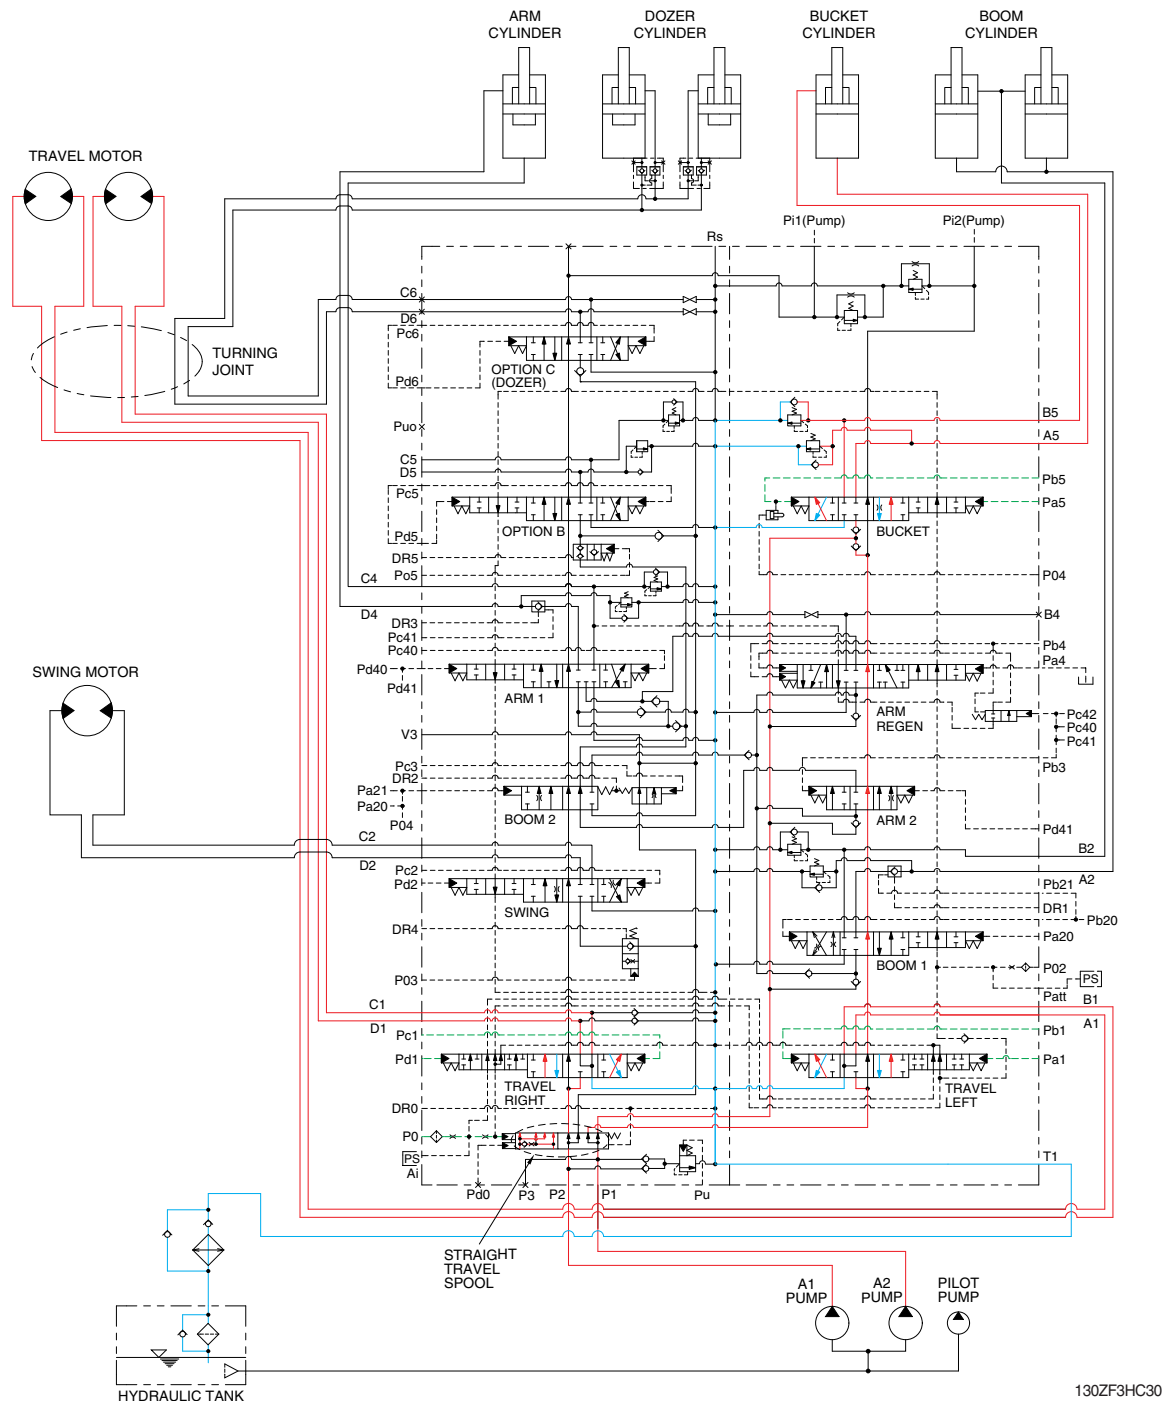 ARM
CYLINDER
DOZER
CYLINDER
BUCKET
CYLINDER
BOOM
CYLINDER
TRAVEL MOTOR
TURNING
JOINT
Pi1(Pump)
Pi2(Pump)
Rs
C6
D6
Pc6
Pd6
OPTION C
(DOZER)
Puo
C5
D5
Pc5
Pd5
OPTION B
DR5
Po5
B5
A5
Pb5
Pa5
BUCKET
P04
C4
D4
DR3
Pc41
Pc40
Pd40
Pd41
ARM 1
B4
Pb4
Pa4
ARM
REGEN
Pc42
Pc40
Pc41
SWING MOTOR
V3
Pc3
DR2
Pa21
Pa20
P04
BOOM 2
Pb3
ARM 2
Pd41
C2
D2
Pc2
Pd2
SWING
B2
A2
Pb21
DR1
Pb20
Pa20
BOOM 1
DR4
P03
P02
PS
Patt
C1
D1
Pc1
Pd1
TRAVEL
RIGHT
B1
A1
Pb1
Pa1
TRAVEL
LEFT
DR0
P0
PS
Ai
Pd0
P3
P2
P1
Pu
T1
STRAIGHT
TRAVEL
SPOOL
A1
PUMP
A2
PUMP
PILOT
PUMP
HYDRAULIC TANK
130ZF3HC30